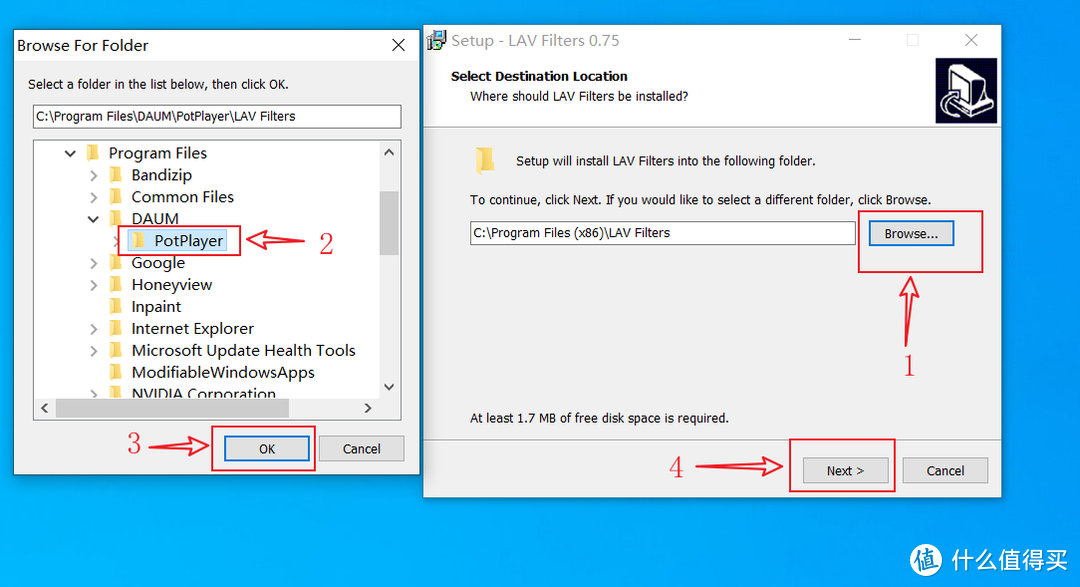 Browse For Folder
Select a folder in the list below, then click OK.
C:\Program Files\DAUM\PotPlayer\LAV Filters
Program Files
Bandizip
Common Files
DAUM
PotPlayer
2
Google
Honeyview
Inpaint
Internet Explorer
Microsoft Update Health Tools
ModifiableWindowsApps
NVIDIA Corporation
3
OK
Cancel
Setup - LAV Filters 0.75
Select Destination Location
Where should LAV Filters be installed?
Setup will install LAV Filters into the following folder.
To continue, click Next. If you would like to select a different folder, click Browse.
C:\Program Files (x86)\LAV Filters
Browse...
1
At least 1.7 MB of free disk space is required.
4
Next >
Cancel
值 什么值得买